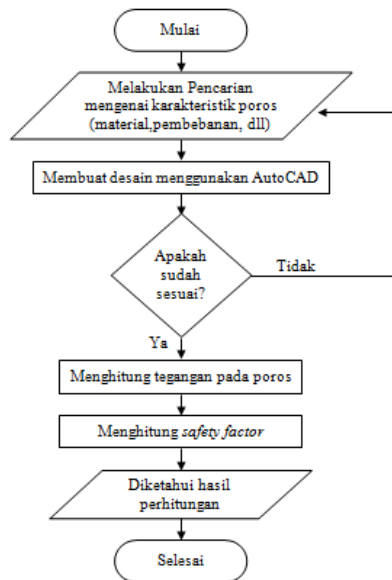 Mulai
Melakukan Pencarian
mengenai karakteristik poros
(material,pembebanan, dll)
Membuat desain menggunakan AutoCAD
Apakah
sudah
sesuai?
Tidak
Ya
Menghitung tegangan pada poros
Menghitung safety factor
Diketahui hasil
perhitungan
Selesai